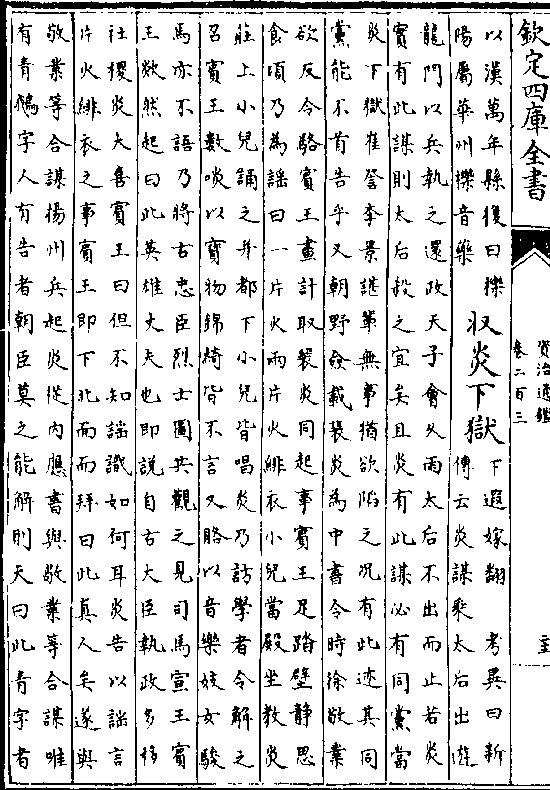 欽定四庫全書
資治通鑑
卷二百三
以漢萬年縣復曰櫟
陽屬華州櫟音藥
収炎下獄
下遐嫁翻　考異曰新
傳云炎謀乘太后出遊
龍門以兵執之還政天子會久雨太后不出而止若炎
實有此謀則太后殺之宜矣且炎有此謀必有同黨當
炎下獄崔詧李景諶輩無事猶欲陷之况有此迹其同
黨能不首告乎又朝野僉載裴炎為中書令時徐敬業
欲反令駱賓王畫計取裴炎同起事賓王足踏壁靜思
食頃乃為謠曰一片火兩片火緋衣小兒當殿坐教炎
莊上小兒誦之并都下小兒皆唱炎乃訪學者令解之
召賓王數啖以寶物錦綺皆不言又賂以音樂妓女駿
馬亦不語乃將古忠臣烈士圖共觀之見司馬宣王賓
王欻然起曰此英雄丈夫也即說自古大臣執政多移
社稷炎大喜賓王曰但不知謠讖如何耳炎告以謠言
片火緋衣之事賓王即下北面而拜曰此真人矣遂與
敬業等合謀揚州兵起炎從內應書與敬業等合謀唯
有青鵝字人有告者朝臣莫之能解則天曰此青字者